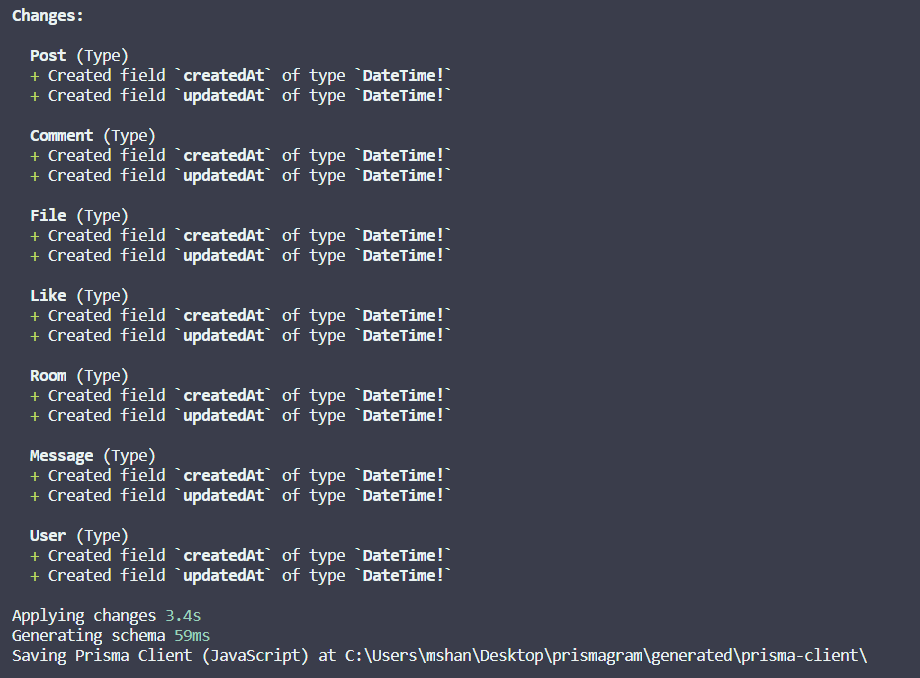 Changes:
Post (Type)
+ Created field `createdAt` of type `DateTime!`
+ Created field `updatedAt` of type `DateTime!`
Comment (Type)
+ Created field `createdAt` of type `DateTime!`
+ Created field `updatedAt` of type `DateTime!`
File (Type)
+ Created field `createdAt` of type `DateTime!`
+ Created field `updatedAt` of type `DateTime!`
Like (Type)
+ Created field `createdAt` of type `DateTime!`
+ Created field `updatedAt` of type `DateTime!`
Room (Type)
+ Created field `createdAt` of type `DateTime!`
+ Created field `updatedAt` of type `DateTime!`
Message (Type)
+ Created field `createdAt` of type `DateTime!`
+ Created field `updatedAt` of type `DateTime!`
User (Type)
+ Created field `createdAt` of type `DateTime!`
+ Created field `updatedAt` of type `DateTime!`
Applying changes 3.4s
Generating schema 59ms
Saving Prisma Client (JavaScript) at C:\Users\mshan\Desktop\prismagram\generated\prisma-client\